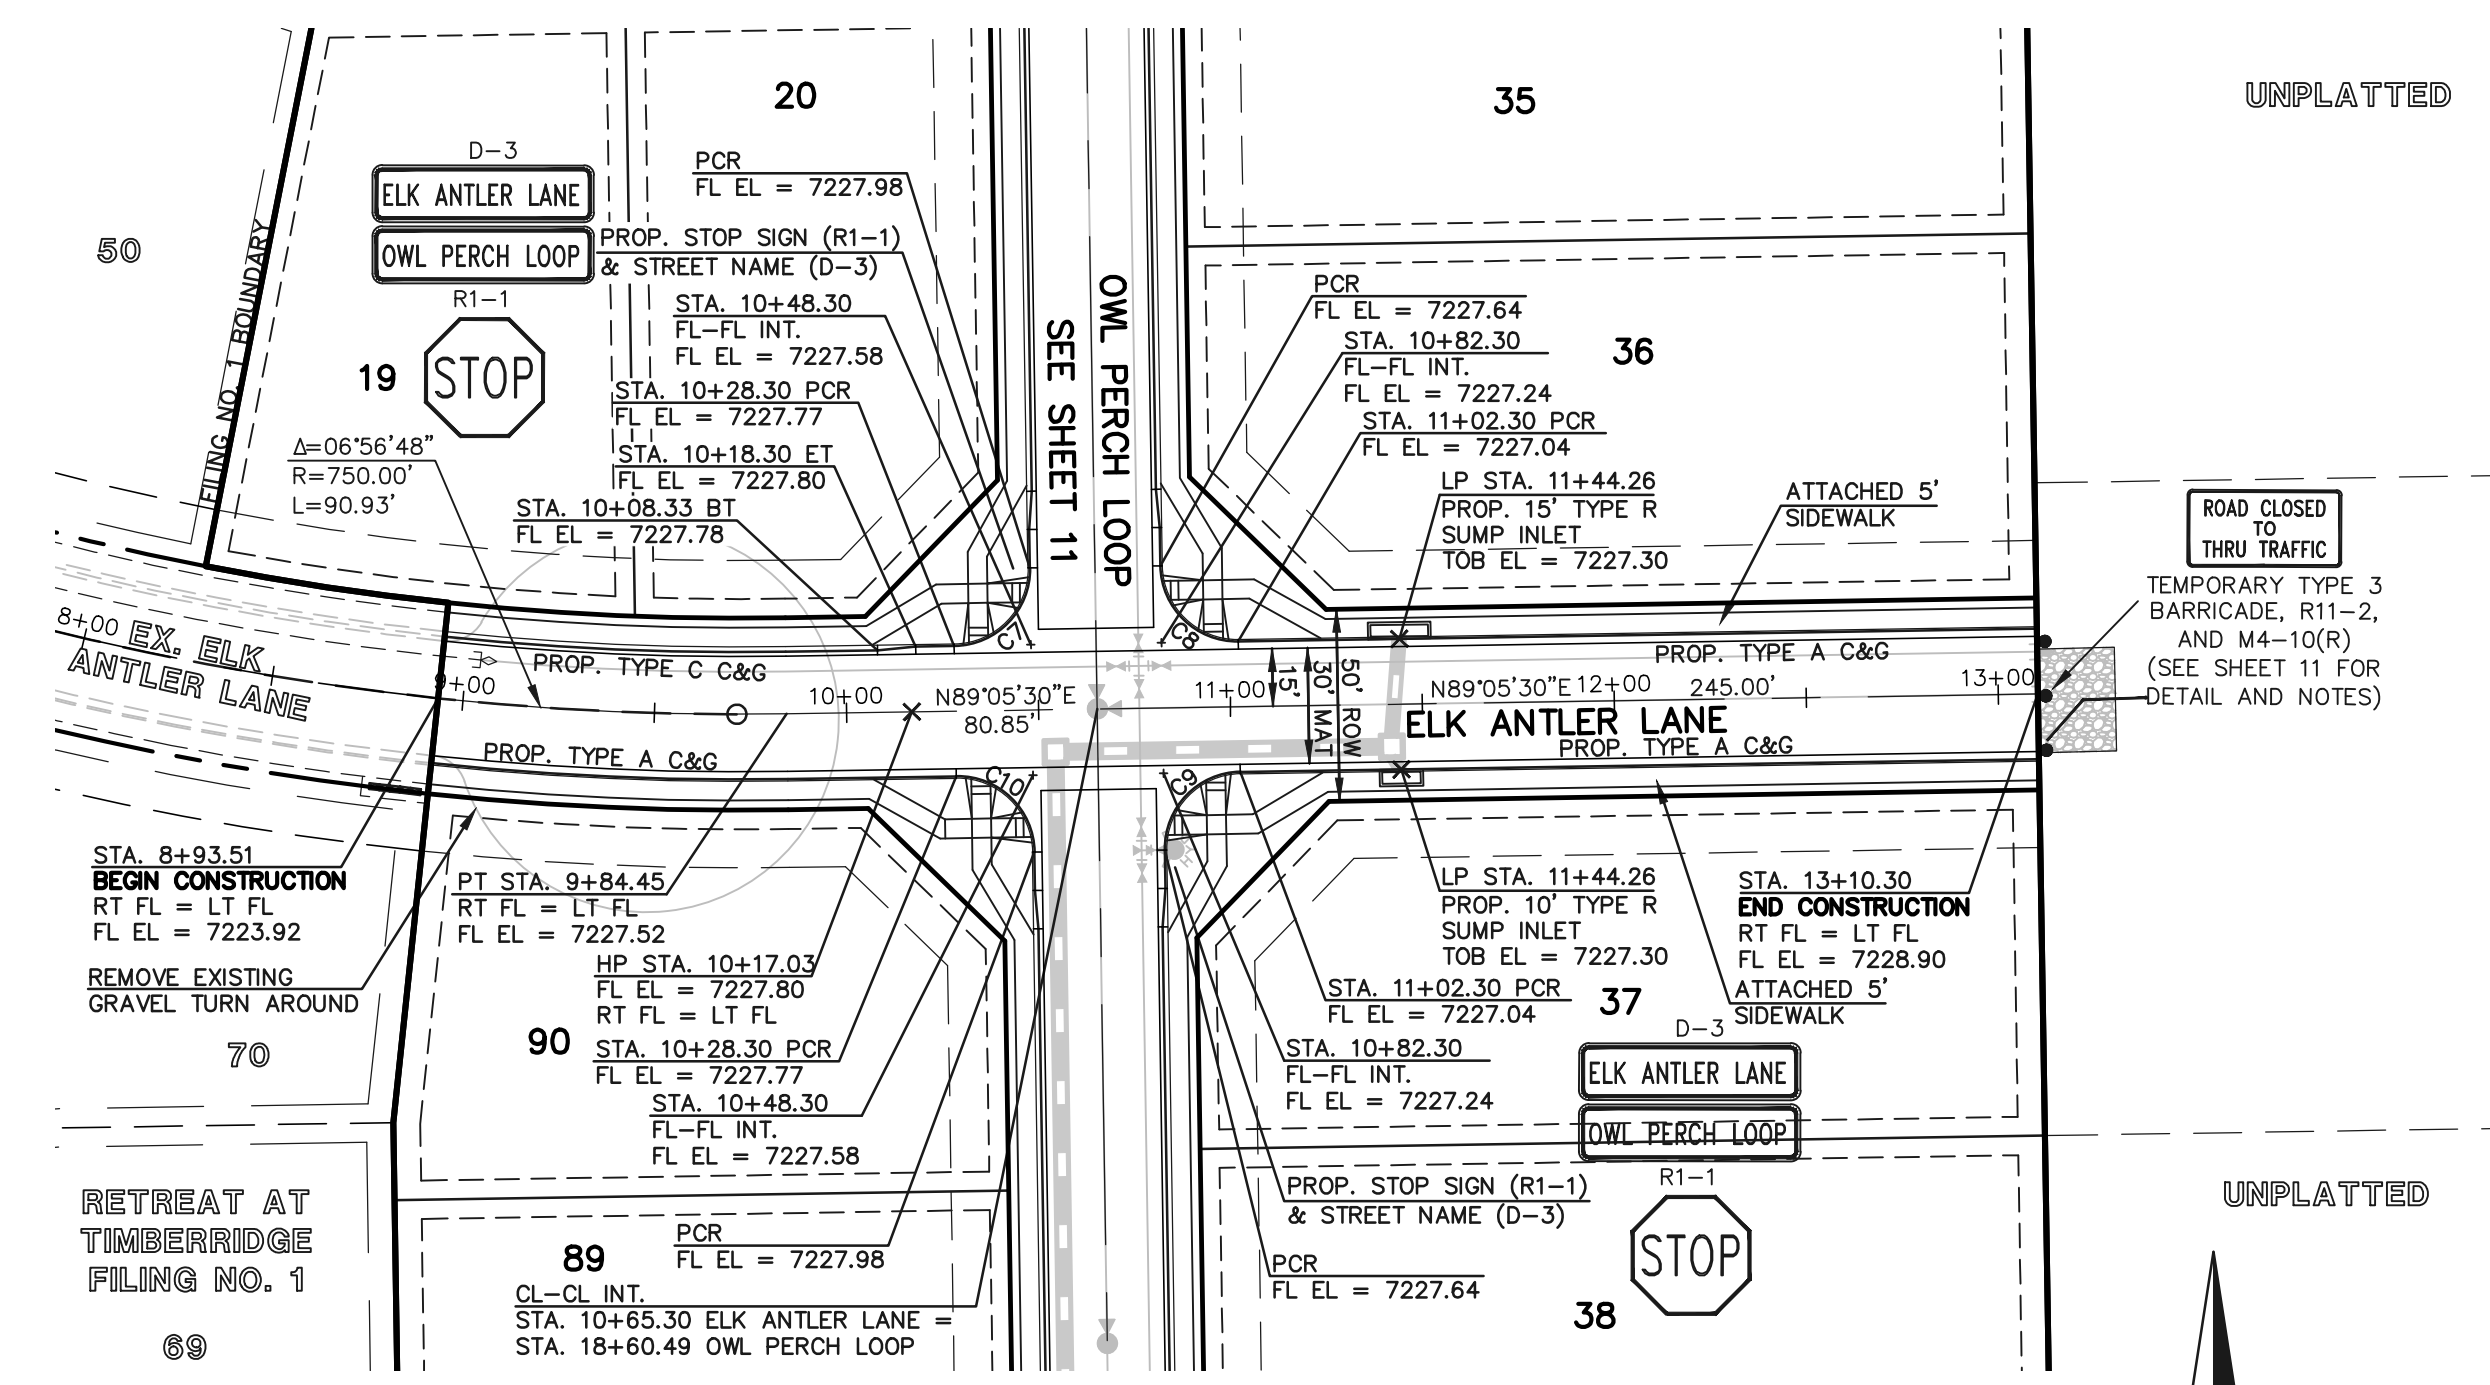 20
35
UNPLATTED
D-3
ELK ANTLER LANE
OWL PERCH LOOP
R1-1
STOP
19
50
FILING NO. 1 BOUNDARY
PCR
FL EL = 7227.98
PROP. STOP SIGN (R1-1)
& STREET NAME (D-3)
STA. 10+48.30
FL-FL INT.
FL EL = 7227.58
STA. 10+28.30 PCR
FL EL = 7227.77
STA. 10+18.30 ET
FL EL = 7227.80
STA. 10+08.33 BT
FL EL = 7227.78
Δ=06°56'48"
R=750.00'
L=90.93'
OWL PERCH LOOP
SEE SHEET 11
PCR
FL EL = 7227.64
STA. 10+82.30
FL-FL INT.
FL EL = 7227.24
STA. 11+02.30 PCR
FL EL = 7227.04
36
LP STA. 11+44.26
PROP. 15' TYPE R
SUMP INLET
TOB EL = 7227.30
ATTACHED 5'
SIDEWALK
ROAD CLOSED
TO
THRU TRAFFIC
TEMPORARY TYPE 3
BARRICADE, R11-2,
AND M4-10(R)
(SEE SHEET 11 FOR
DETAIL AND NOTES)
8+00
EX. ELK
ANTLER LANE
9+00
PROP. TYPE C C&G
10+00
N89°05'30"E
80.85'
C7
C8
11+00
15'
30' MAT
50' ROW
N89°05'30"E
12+00
245.00'
13+00
PROP. TYPE A C&G
ELK ANTLER LANE
PROP. TYPE A C&G
PROP. TYPE A C&G
C10
C9
STA. 8+93.51
BEGIN CONSTRUCTION
RT FL = LT FL
FL EL = 7223.92
REMOVE EXISTING
GRAVEL TURN AROUND
70
PT STA. 9+84.45
RT FL = LT FL
FL EL = 7227.52
HP STA. 10+17.03
FL EL = 7227.80
RT FL = LT FL
90
STA. 10+28.30 PCR
FL EL = 7227.77
STA. 10+48.30
FL-FL INT.
FL EL = 7227.58
PCR
FL EL = 7227.98
89
CL-CL INT.
STA. 10+65.30 ELK ANTLER LANE =
STA. 18+60.49 OWL PERCH LOOP
RETREAT AT
TIMBERRIDGE
FILING NO. 1
69
LP STA. 11+44.26
PROP. 10' TYPE R
SUMP INLET
TOB EL = 7227.30
STA. 13+10.30
END CONSTRUCTION
RT FL = LT FL
FL EL = 7228.90
ATTACHED 5'
SIDEWALK
STA. 11+02.30 PCR
FL EL = 7227.04
37
STA. 10+82.30
FL-FL INT.
FL EL = 7227.24
D-3
ELK ANTLER LANE
OWL PERCH LOOP
R1-1
STOP
PROP. STOP SIGN (R1-1)
& STREET NAME (D-3)
PCR
FL EL = 7227.64
38
UNPLATTED